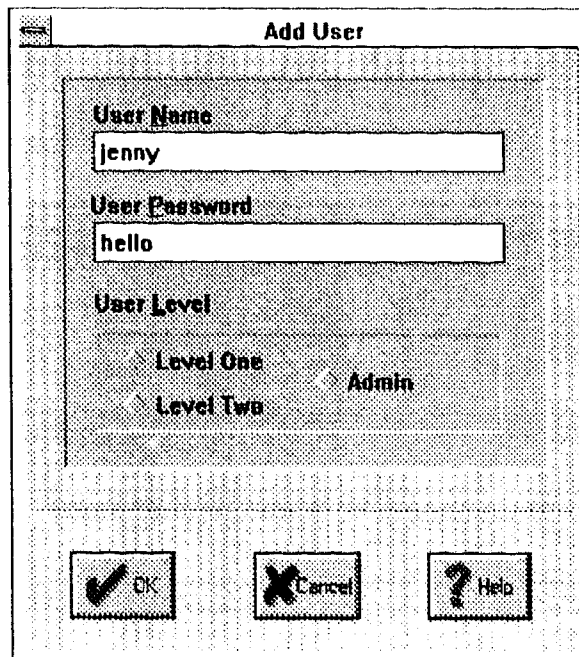 Add User
User Name
jenny
User Password
hello
User Level
Level One
Admin
Level Two
OK
Cancel
Help